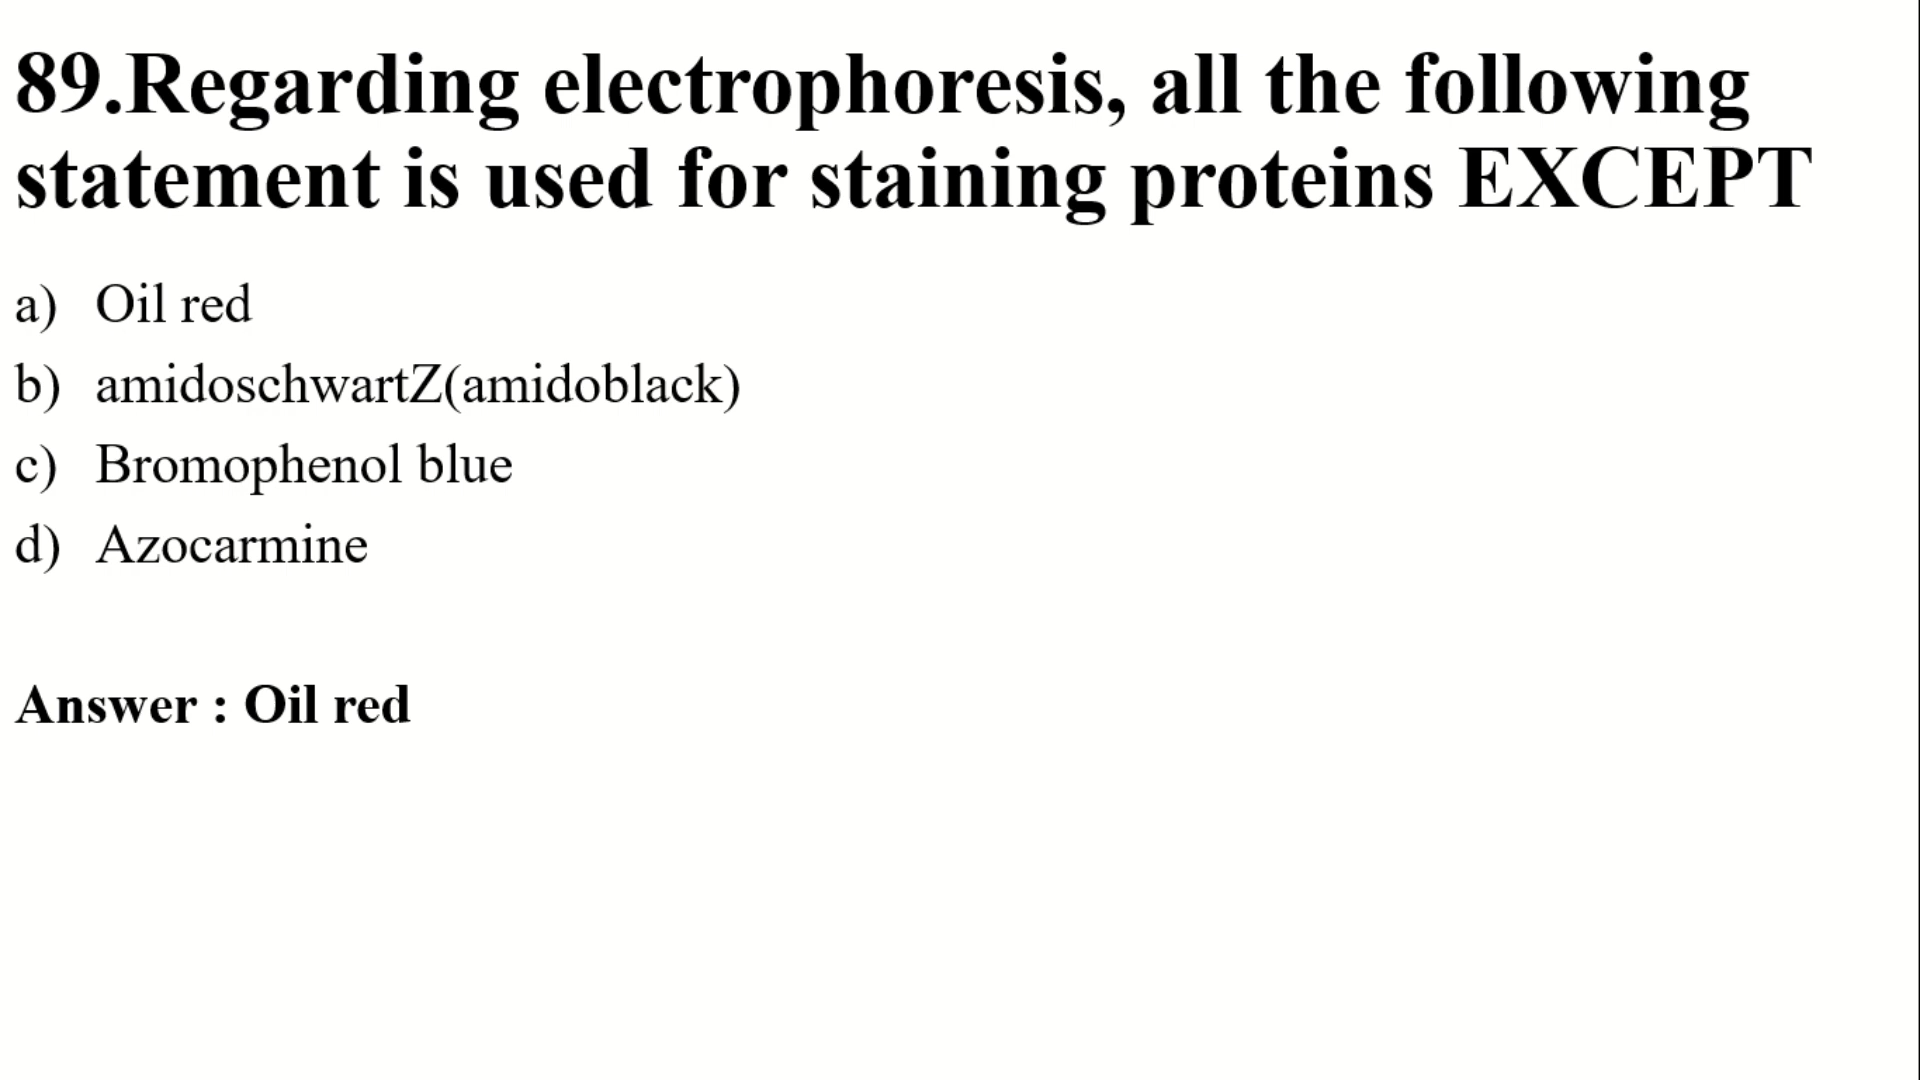 89.Regarding electrophoresis, all the following
statement is used for staining proteins EXCEPT
a) Oil red
b) amidoschwartZ(amidoblack)
c) Bromophenol blue
d) Azocarmine
Answer : Oil red